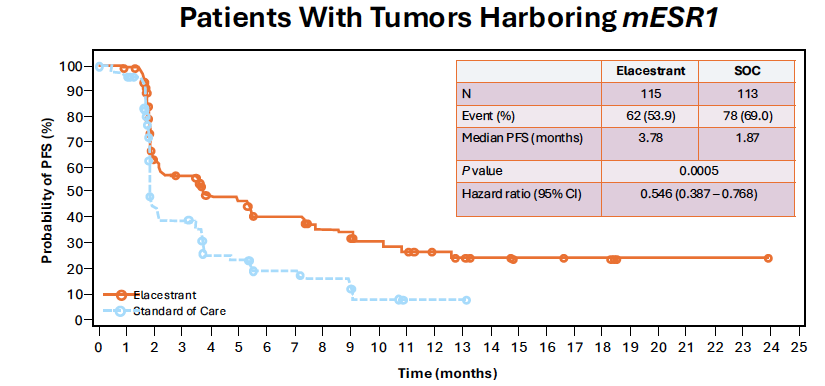 Patients With Tumors Harboring mESR1
Elacestrant SOC
N 115 113
Event (%) 62 (53.9) 78 (69.0)
Median PFS (months) 3.78 1.87
P value 0.0005
Hazard ratio (95% CI) 0.546 (0.387 – 0.768)
Probability of PFS (%)
100
90
80
70
60
50
40
30
20
10
0
Elacestrant
Standard of Care
0 1 2 3 4 5 6 7 8 9 10 11 12 13 14 15 16 17 18 19 20 21 22 23 24 25
Time (months)